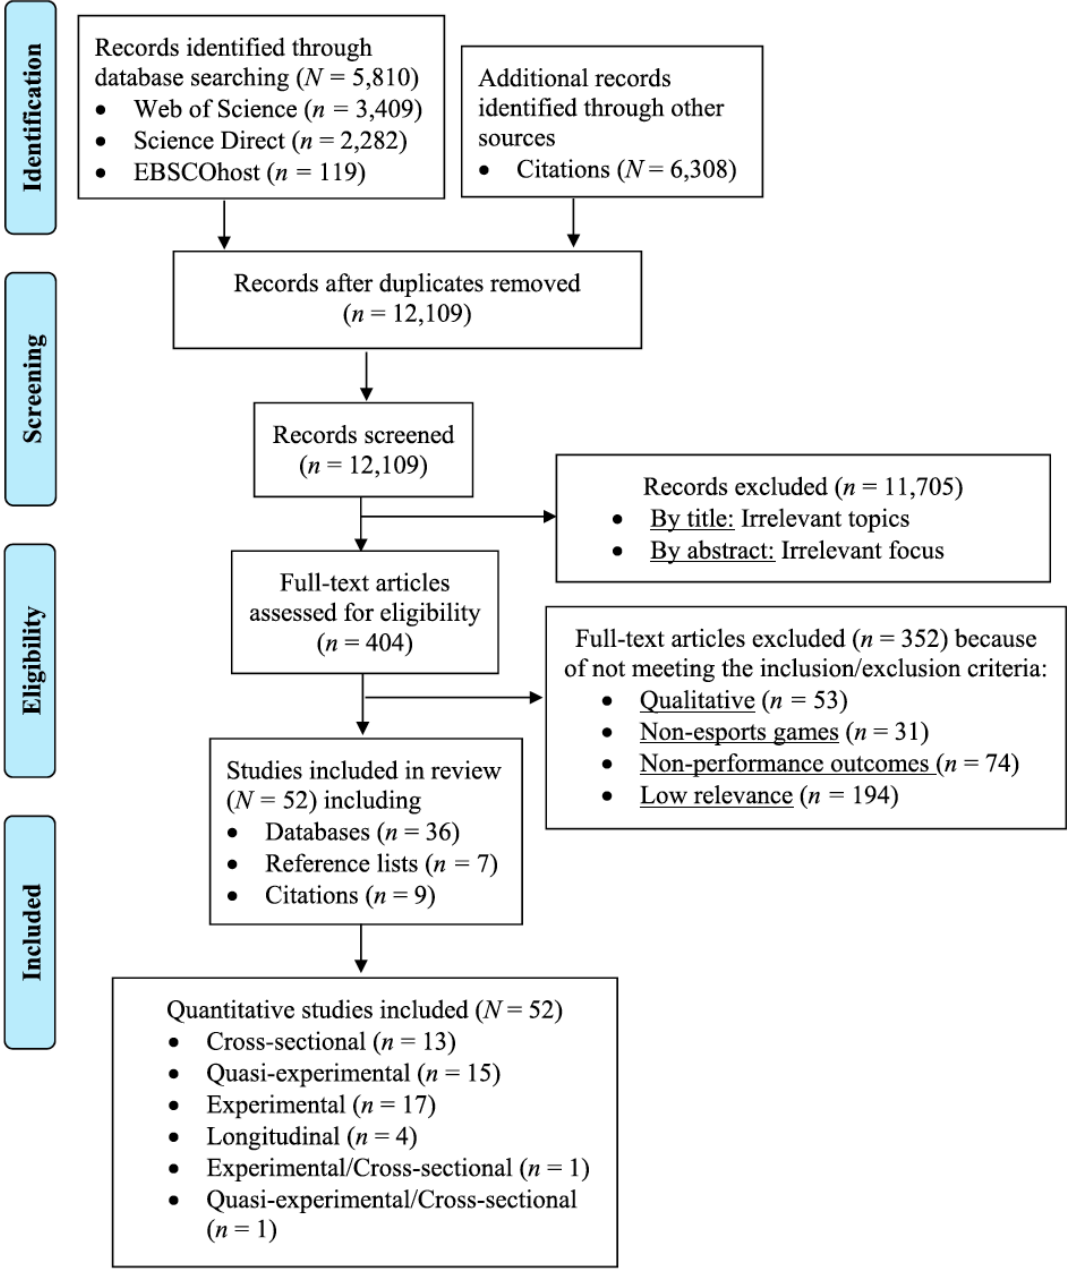 Identification
Records identified through
database searching (N = 5,810)
• Web of Science (n = 3,409)
• Science Direct (n = 2,282)
• EBSCOhost (n = 119)
Additional records
identified through other
sources
• Citations (N = 6,308)
Records after duplicates removed
(n = 12,109)
Screening
Records screened
(n = 12,109)
Records excluded (n = 11,705)
• By title: Irrelevant topics
• By abstract: Irrelevant focus
Eligibility
Full-text articles
assessed for eligibility
(n = 404)
Full-text articles excluded (n = 352) because
of not meeting the inclusion/exclusion criteria:
• Qualitative (n = 53)
• Non-esports games (n = 31)
• Non-performance outcomes (n = 74)
• Low relevance (n = 194)
Studies included in review
(N = 52) including
• Databases (n = 36)
• Reference lists (n = 7)
• Citations (n = 9)
Included
Quantitative studies included (N = 52)
• Cross-sectional (n = 13)
• Quasi-experimental (n = 15)
• Experimental (n = 17)
• Longitudinal (n = 4)
• Experimental/Cross-sectional (n = 1)
• Quasi-experimental/Cross-sectional
(n = 1)